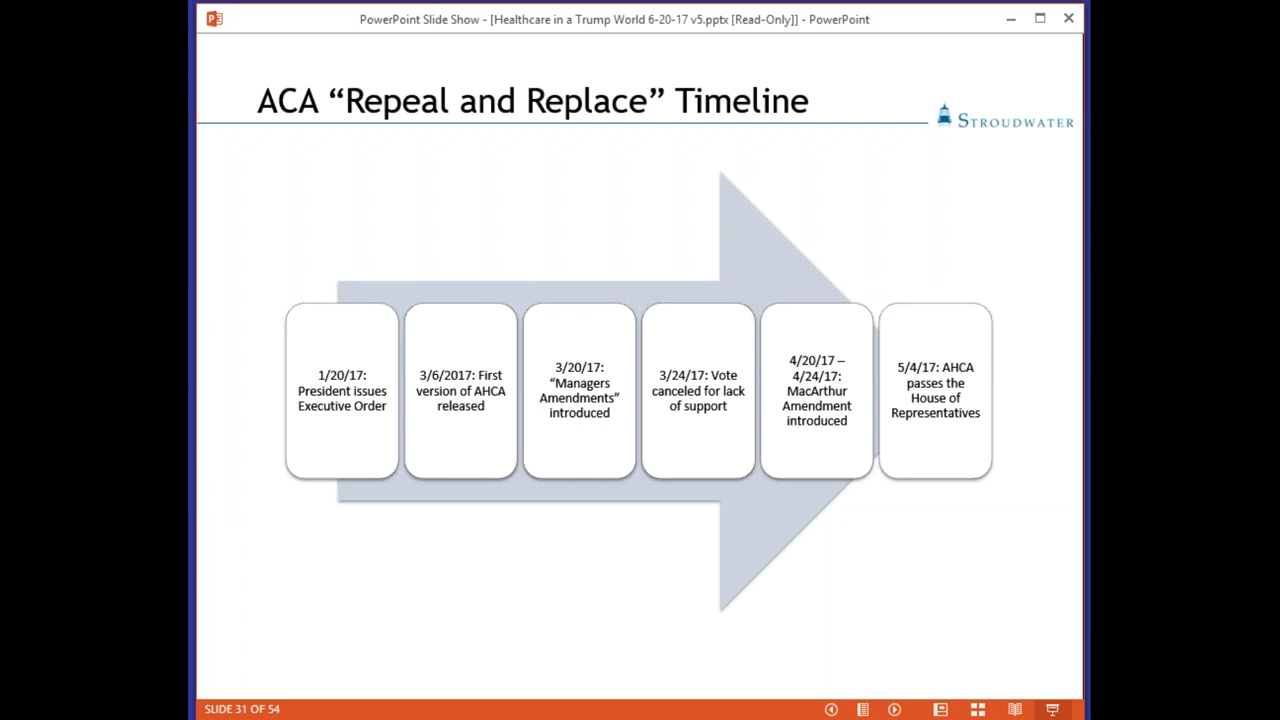 PowerPoint Slide Show - [Healthcare in a Trump World 6-20-17 v5.pptx [Read-Only]] - PowerPoint
ACA “Repeal and Replace” Timeline
STROUDWATER
1/20/17:
President issues
Executive Order
3/6/2017: First
version of AHCA
released
3/20/17:
“Managers
Amendments”
introduced
3/24/17: Vote
canceled for lack
of support
4/20/17 –
4/24/17:
MacArthur
Amendment
introduced
5/4/17: AHCA
passes the
House of
Representatives
SLIDE 31 OF 54